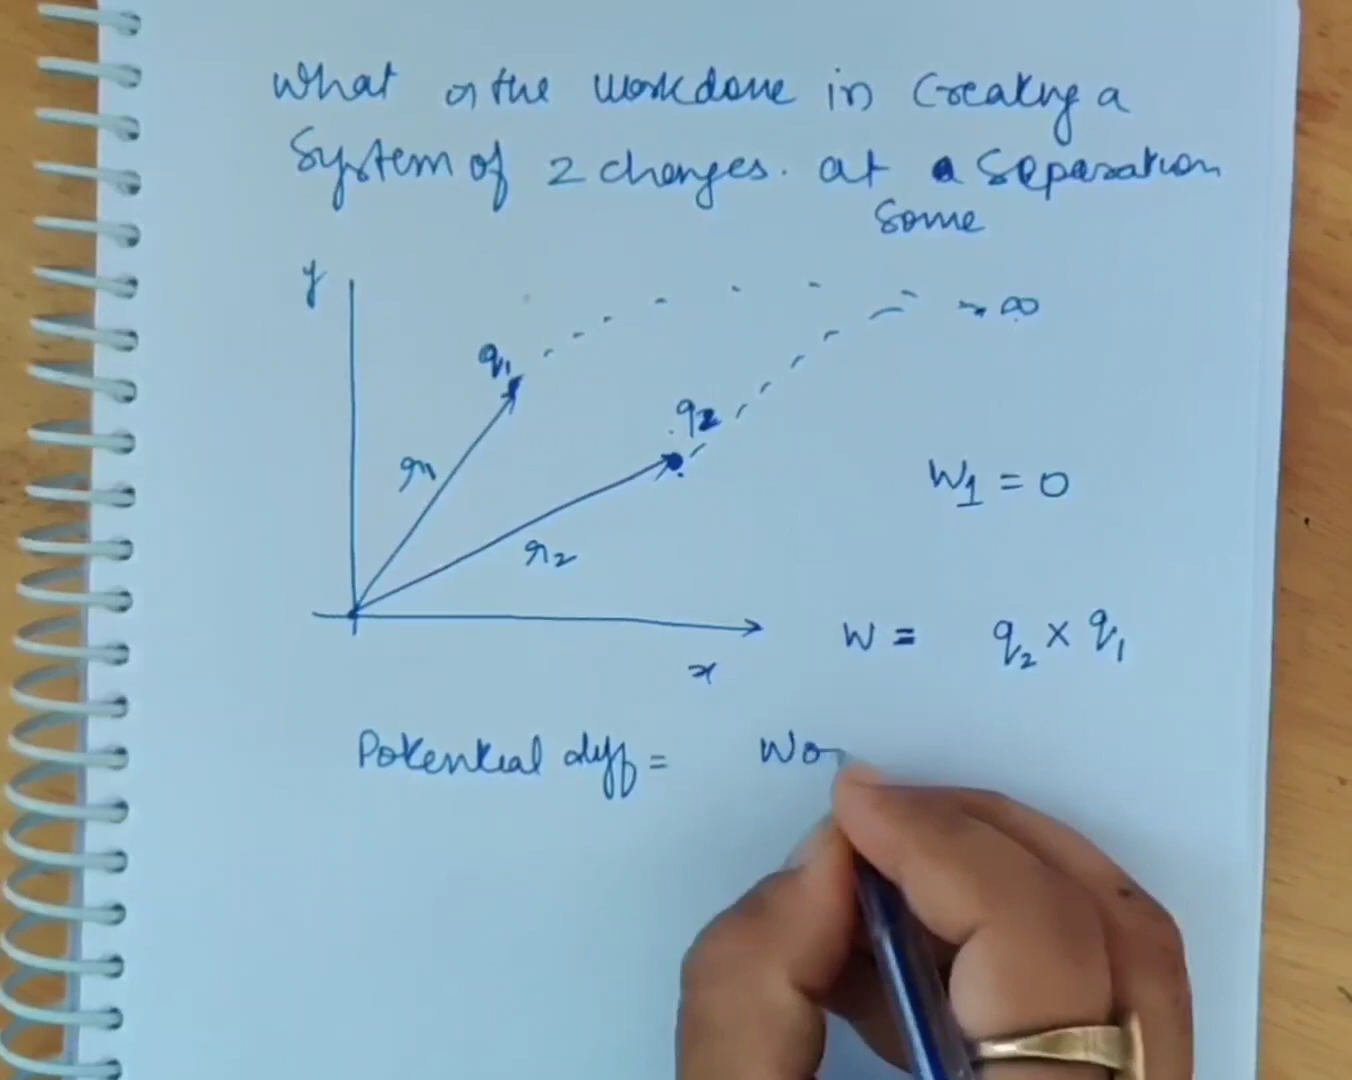 What is the workdone in Creating a
System of 2 charges. at a Separation
Some
y
q1
∞
r1
q2
r2
W1 = 0
W = q2 × q1
x
Potential diff = Wor